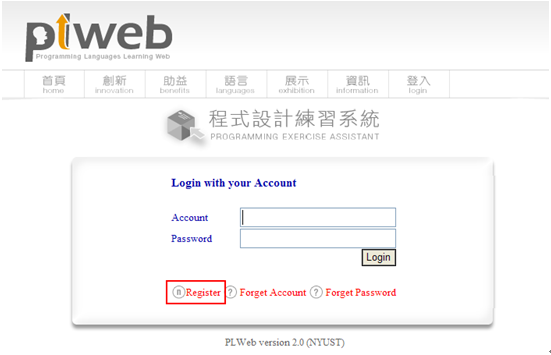 plweb
Programming Languages Learning Web
首頁 創新 助益 語言 展示 資訊 登入
home innovation benefits languages exhibition information login
程式設計練習系統
PROGRAMMING EXERCISE ASSISTANT
Login with your Account
Account
Password
Login
n Register ? Forget Account ? Forget Password
PLWeb version 2.0 (NYUST)